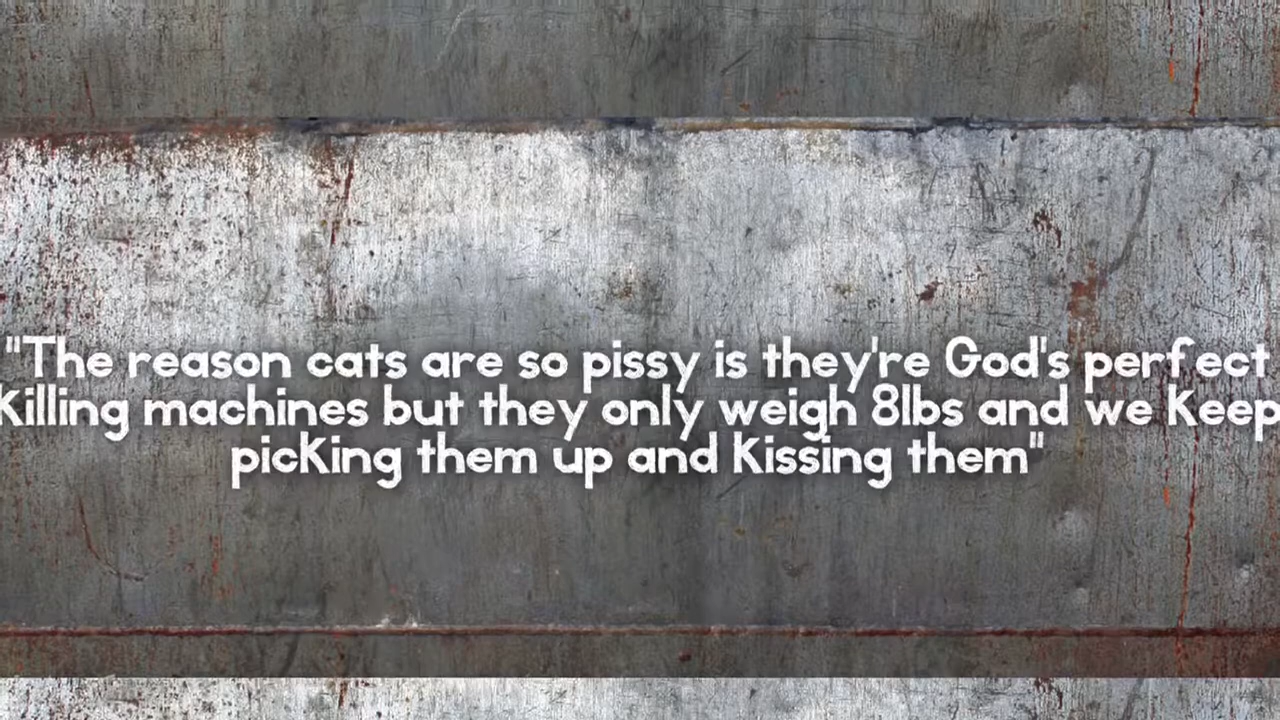 "The reason cats are so pissy is they're God's perfect
killing machines but they only weigh 8lbs and we keep
picking them up and kissing them"